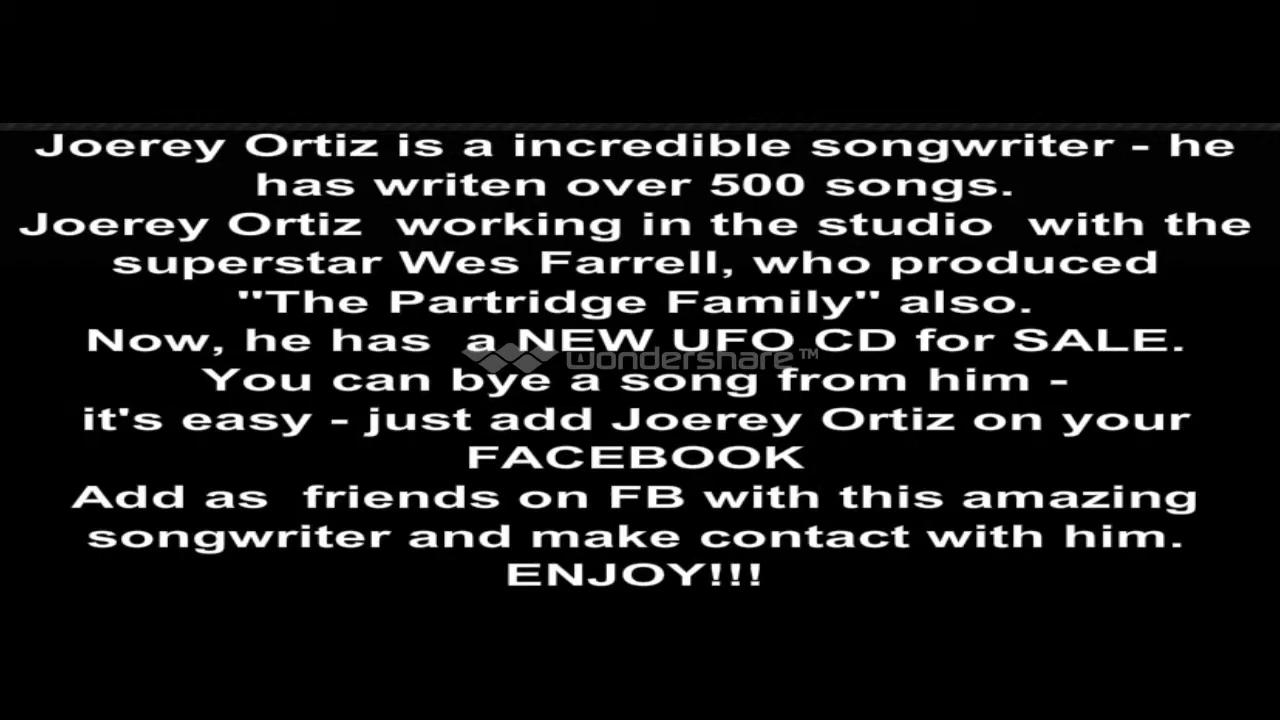 Joerey Ortiz is a incredible songwriter - he
has writen over 500 songs.
Joerey Ortiz working in the studio with the
superstar Wes Farrell, who produced
"The Partridge Family" also.
Now, he has a NEW UFO CD for SALE.
wondershare™
You can bye a song from him -
it's easy - just add Joerey Ortiz on your
FACEBOOK
Add as friends on FB with this amazing
songwriter and make contact with him.
ENJOY!!!